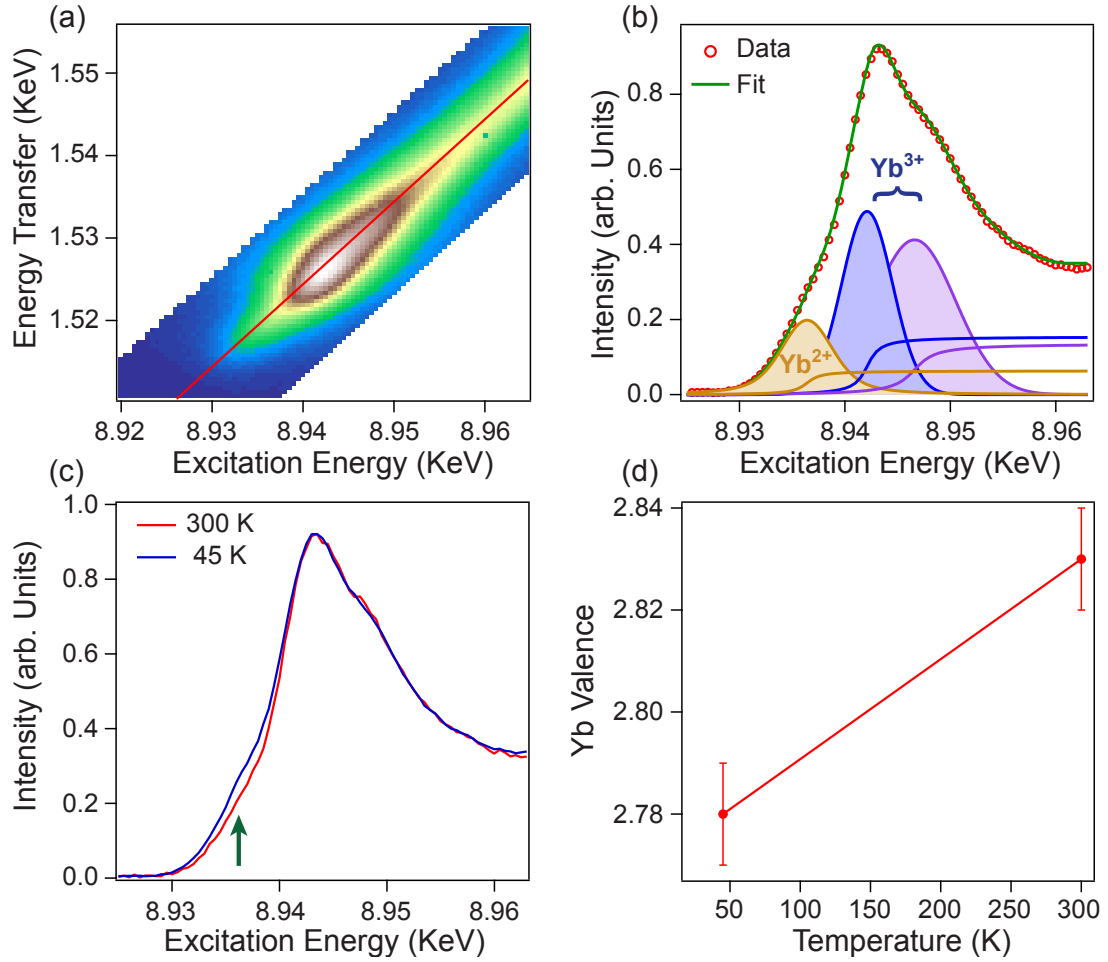 (a)
Energy Transfer (KeV)
1.55
1.54
1.53
1.52
8.92 8.93 8.94 8.95 8.96
Excitation Energy (KeV)
(b)
Intensity (arb. Units)
0.8
0.4
0.2
0.0
Data
Fit
Yb³⁺
Yb²⁺
8.93 8.94 8.95 8.96
Excitation Energy (KeV)
(c)
Intensity (arb. Units)
1.0
0.8
0.6
0.4
0.2
0.0
300 K
45 K
8.93 8.94 8.95 8.96
Excitation Energy (KeV)
(d)
Yb Valence
2.84
2.82
2.80
2.78
50 100 150 200 250 300
Temperature (K)